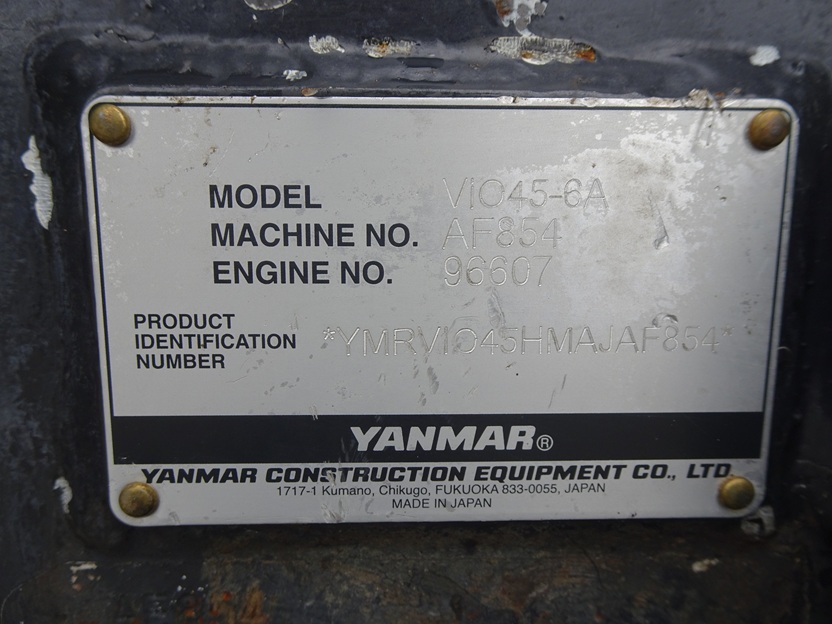 MODEL VIO45-6A
MACHINE NO. AF854
ENGINE NO. 96607
PRODUCT
IDENTIFICATION
NUMBER
*YMRVIO45HMAJAF854*
YANMAR®
YANMAR CONSTRUCTION EQUIPMENT CO., LTD.
1717-1 Kumano, Chikugo, FUKUOKA 833-0055, JAPAN
MADE IN JAPAN